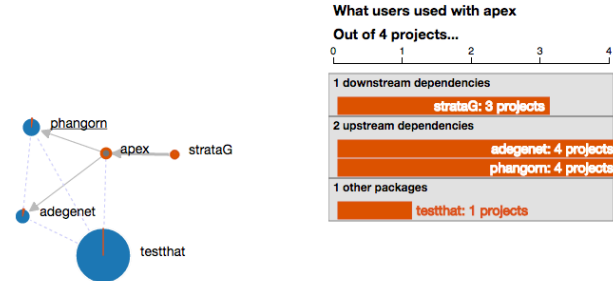 phangorn
apex
strataG
adegenet
testthat
What users used with apex
Out of 4 projects...
0 1 2 3 4
1 downstream dependencies
strataG: 3 projects
2 upstream dependencies
adegenet: 4 projects
phangorn: 4 projects
1 other packages
testthat: 1 projects